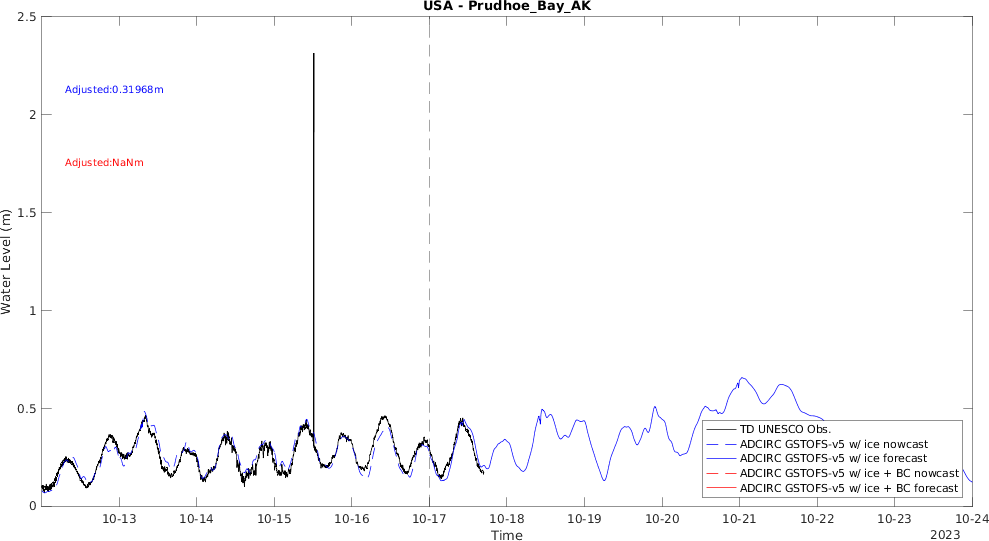 USA - Prudhoe_Bay_AK
2.5
2
1.5
1
0.5
0
Water Level (m)
Adjusted:0.31968m
Adjusted:NaNm
TD UNESCO Obs.
ADCIRC GSTOFS-v5 w/ ice nowcast
ADCIRC GSTOFS-v5 w/ ice forecast
ADCIRC GSTOFS-v5 w/ ice + BC nowcast
ADCIRC GSTOFS-v5 w/ ice + BC forecast
10-13 10-14 10-15 10-16 10-17 10-18 10-19 10-20 10-21 10-22 10-23 10-24
Time
2023